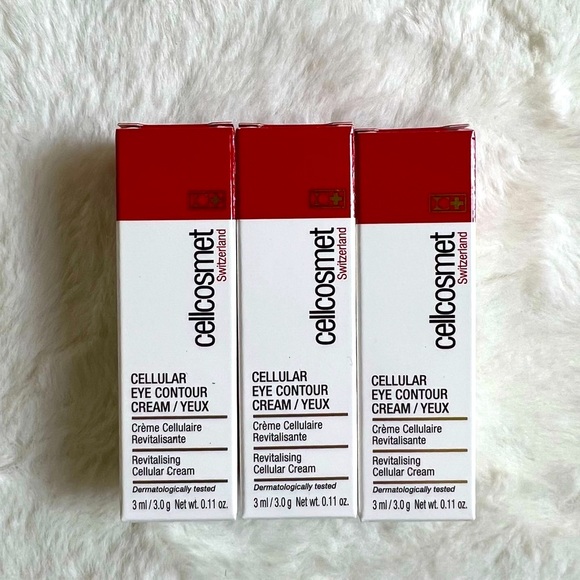 cellcosmet
Switzerland
CELLULAR
EYE CONTOUR
CREAM / YEUX
Crème Cellulaire
Revitalisante
Revitalising
Cellular Cream
Dermatologically tested
3 ml / 3.0 g Net wt. 0.11 oz.
cellcosmet
Switzerland
CELLULAR
EYE CONTOUR
CREAM / YEUX
Crème Cellulaire
Revitalisante
Revitalising
Cellular Cream
Dermatologically tested
3 ml / 3.0 g Net wt. 0.11 oz.
cellcosmet
Switzerland
CELLULAR
EYE CONTOUR
CREAM / YEUX
Crème Cellulaire
Revitalisante
Revitalising
Cellular Cream
Dermatologically tested
3 ml / 3.0 g Net wt. 0.11 oz.